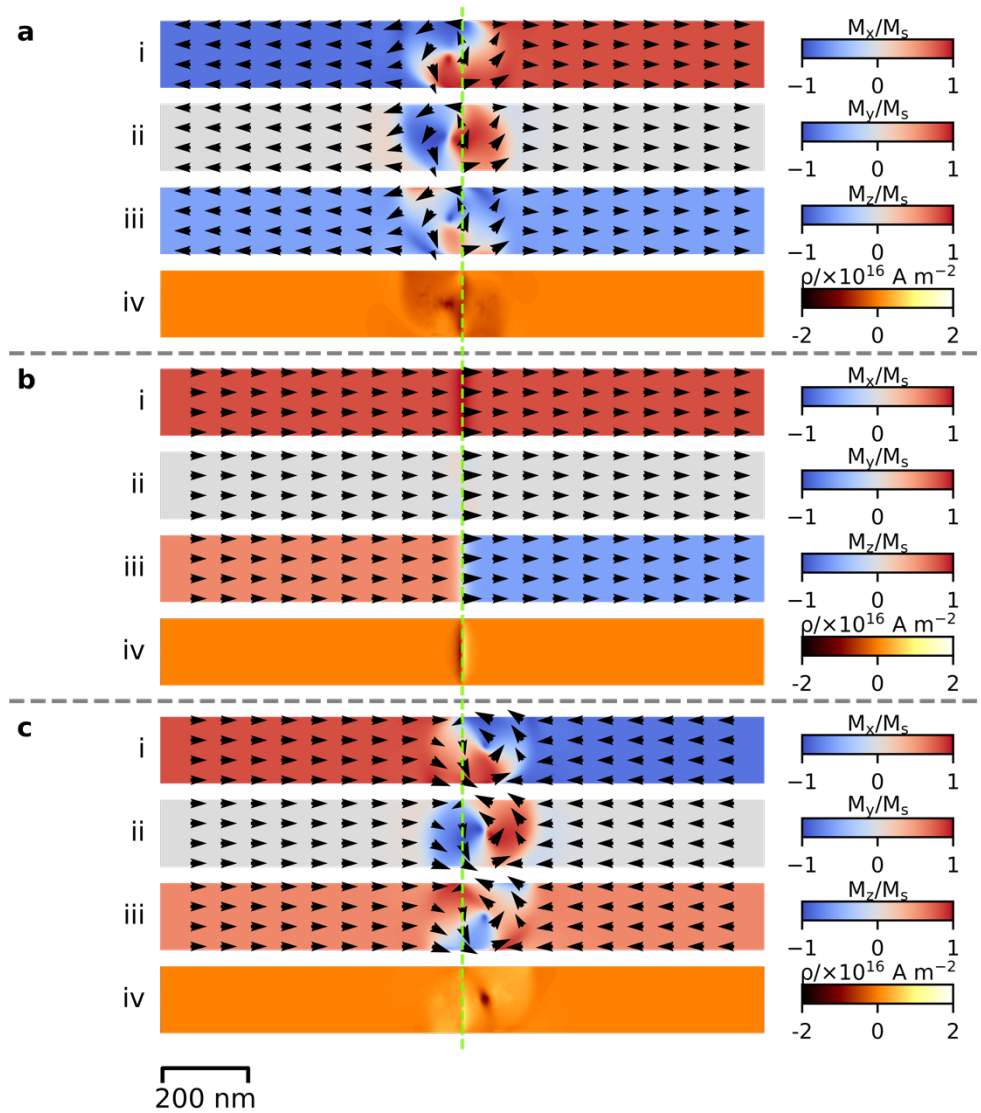 a
i
Mx/Ms
−1 0 1
ii
My/Ms
−1 0 1
iii
Mz/Ms
−1 0 1
iv
ρ/×10¹⁶ A m⁻²
−2 0 2
b
i
Mx/Ms
−1 0 1
ii
My/Ms
−1 0 1
iii
Mz/Ms
−1 0 1
iv
ρ/×10¹⁶ A m⁻²
−2 0 2
c
i
Mx/Ms
−1 0 1
ii
My/Ms
−1 0 1
iii
Mz/Ms
−1 0 1
iv
ρ/×10¹⁶ A m⁻²
−2 0 2
200 nm